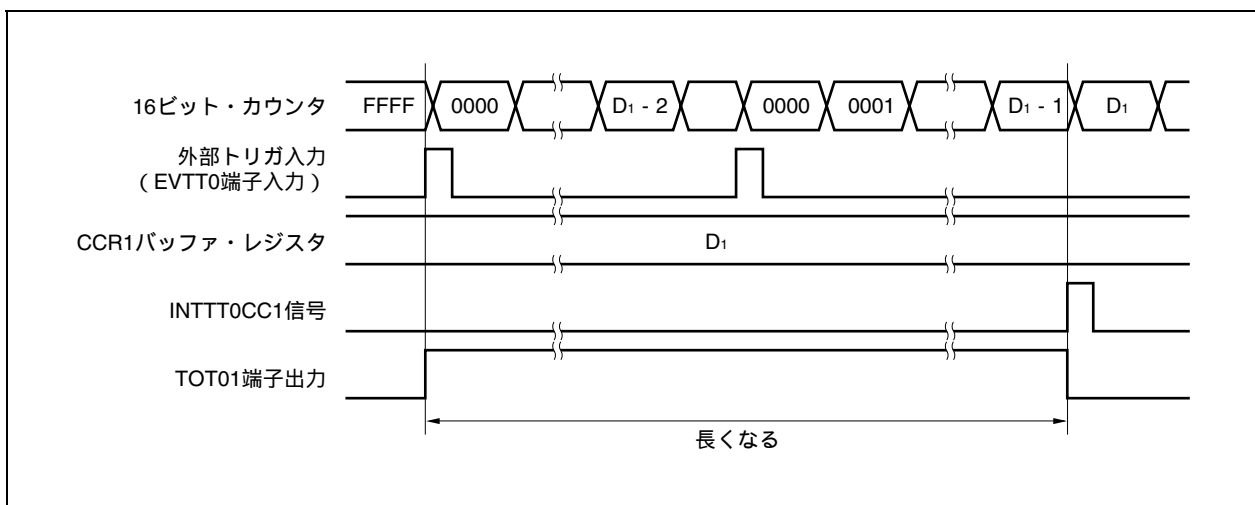 16ビット・カウンタ FFFF 0000 D1 - 2 0000 0001 D1 - 1 D1
外部トリガ入力
(EVTT0端子入力)
CCR1バッファ・レジスタ D1
INTTT0CC1信号
TOT01端子出力
長くなる